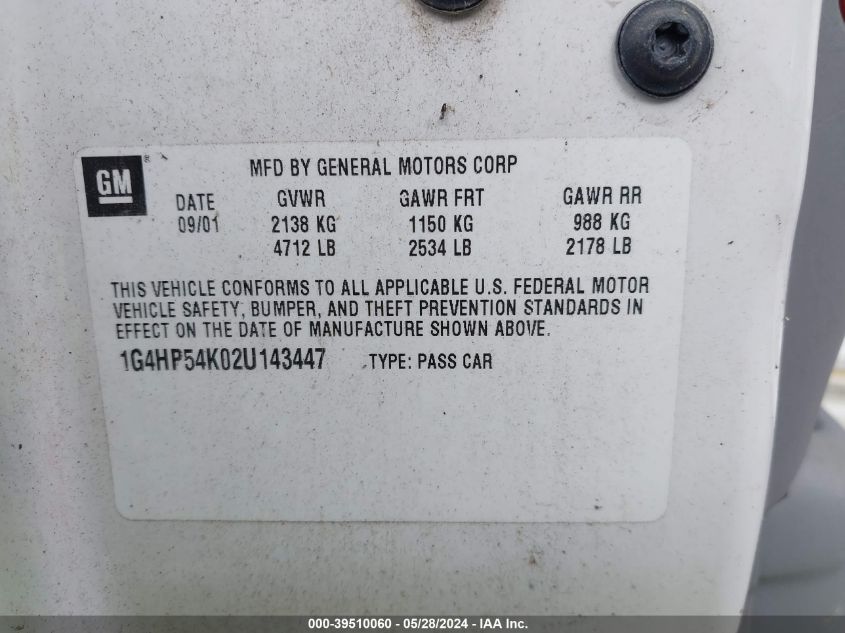 GM
MFD BY GENERAL MOTORS CORP
DATE GVWR GAWR FRT GAWR RR
09/01 2138 KG 1150 KG 988 KG
4712 LB 2534 LB 2178 LB
THIS VEHICLE CONFORMS TO ALL APPLICABLE U.S. FEDERAL MOTOR
VEHICLE SAFETY, BUMPER, AND THEFT PREVENTION STANDARDS IN
EFFECT ON THE DATE OF MANUFACTURE SHOWN ABOVE.
1G4HP54K02U143447 TYPE: PASS CAR
000-39510060 - 05/28/2024 - IAA Inc.